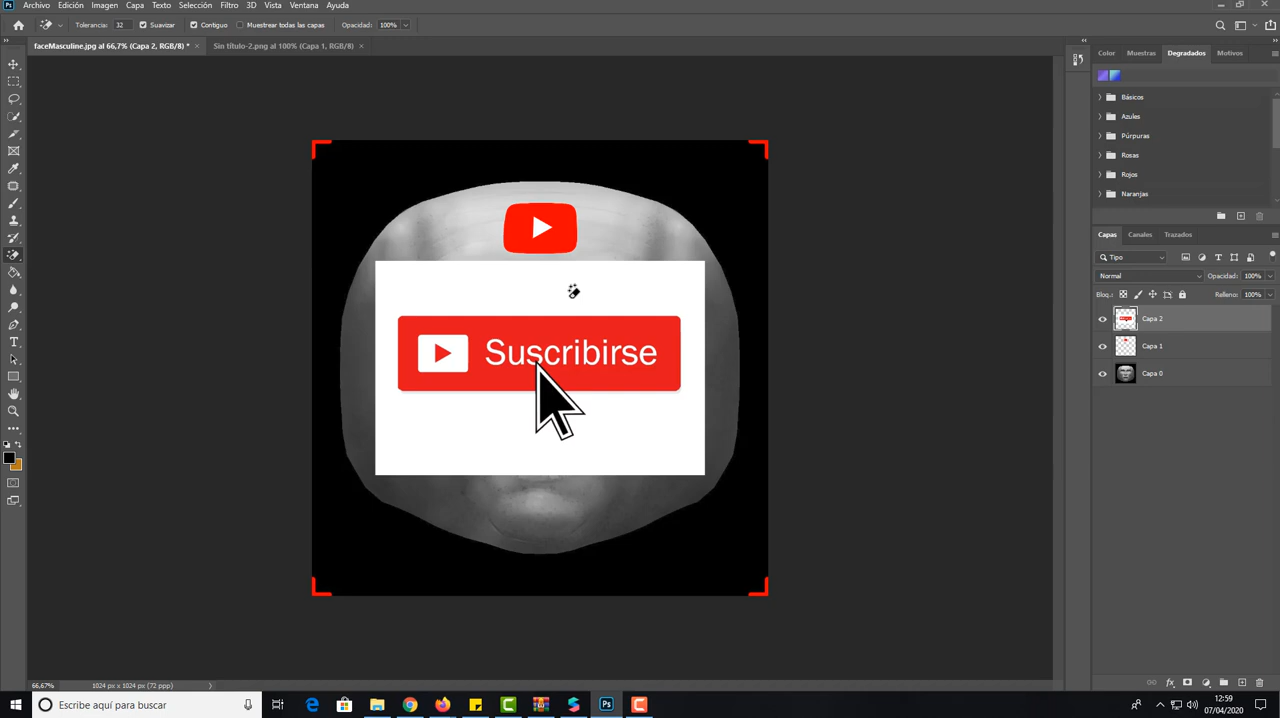 Archivo Edición Imagen Capa Texto Selección Filtro 3D Vista Ventana Ayuda
Tolerancia: 32 Suavizar Contiguo Muestrear todas las capas Opacidad: 100%
faceMasculine.jpg al 66,7% (Capa 2, RGB/8) * × Sin título-2.png al 100% (Capa 1, RGB/8) ×
Color Muestras Degradados Motivos
Básicos
Azules
Púrpuras
Rosas
Rojos
Naranjas
Capas Canales Trazados
Tipo
Normal Opacidad: 100%
Bloq.: Relleno: 100%
Capa 2
Capa 1
Capa 0
Suscribirse
66,67% 1024 px x 1024 px (72 ppp)
Escribe aquí para buscar
12:59
07/04/2020